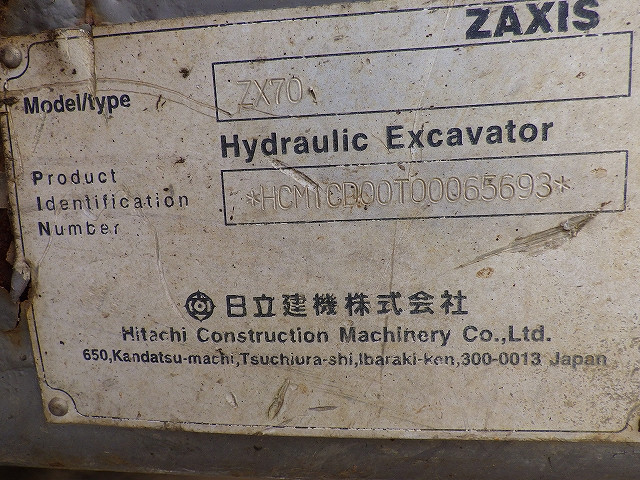 ZAXIS
Model/type ZX70
Hydraulic Excavator
Product
Identification
Number
*HCM1CD00T00065693*
日立建機株式会社
Hitachi Construction Machinery Co.,Ltd.
650,Kandatsu-machi,Tsuchiura-shi,Ibaraki-ken,300-0013 Japan